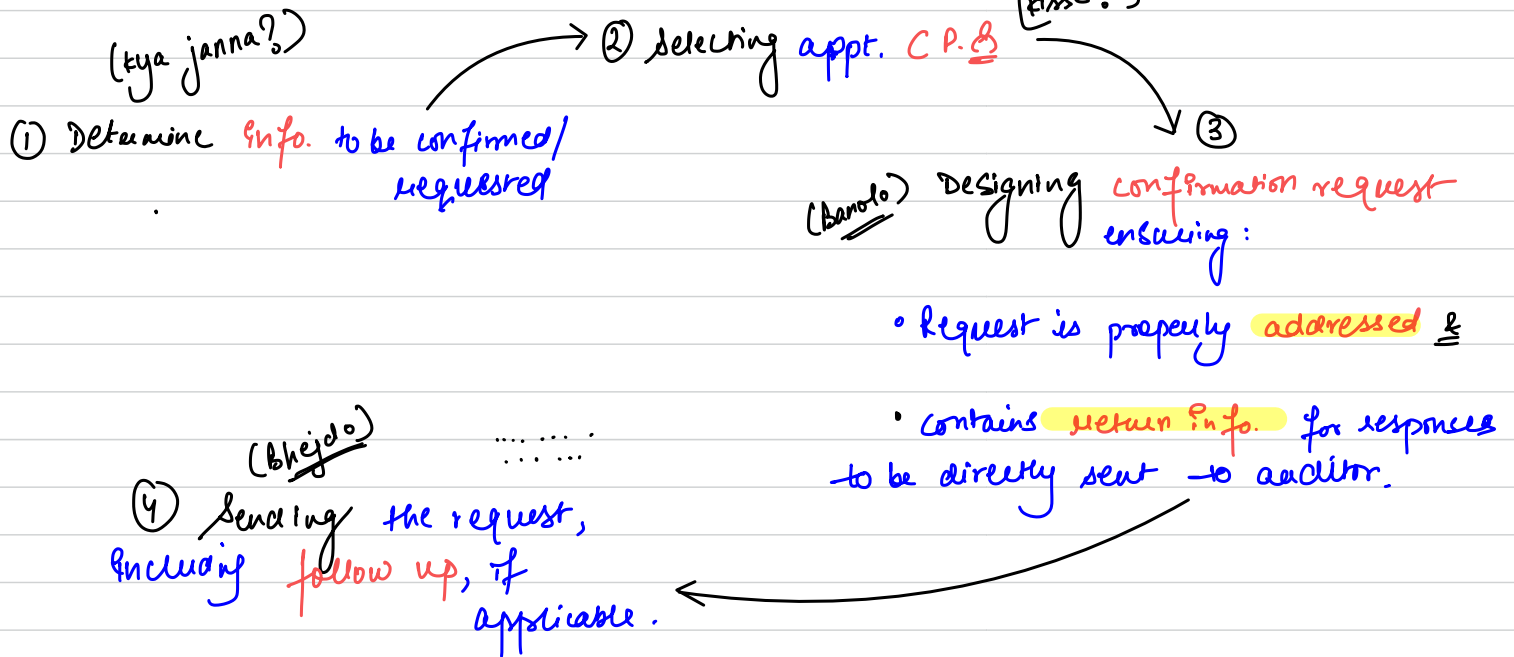 (kya janna?)
① Determine info. to be confirmed/
requested
② Selecting appt. C P. &
③
(Banalo) Designing confirmation request
ensuring :
• Request is properly addressed &
• contains return info. for responses
to be directly sent to auditor.
(Bhejdo)
④ Sending the request,
including follow up, if
applicable.